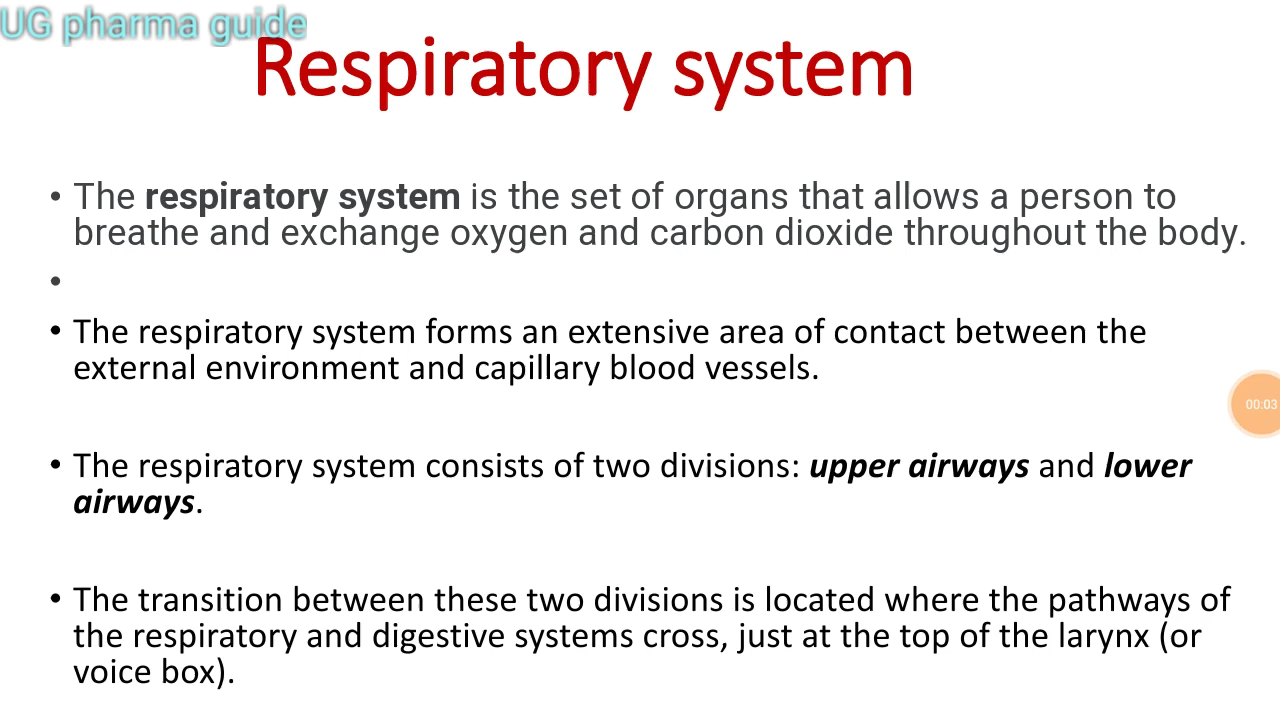 UG pharma guide
Respiratory system
• The respiratory system is the set of organs that allows a person to
breathe and exchange oxygen and carbon dioxide throughout the body.
•
• The respiratory system forms an extensive area of contact between the
external environment and capillary blood vessels.
00:03
• The respiratory system consists of two divisions: upper airways and lower
airways.
• The transition between these two divisions is located where the pathways of
the respiratory and digestive systems cross, just at the top of the larynx (or
voice box).